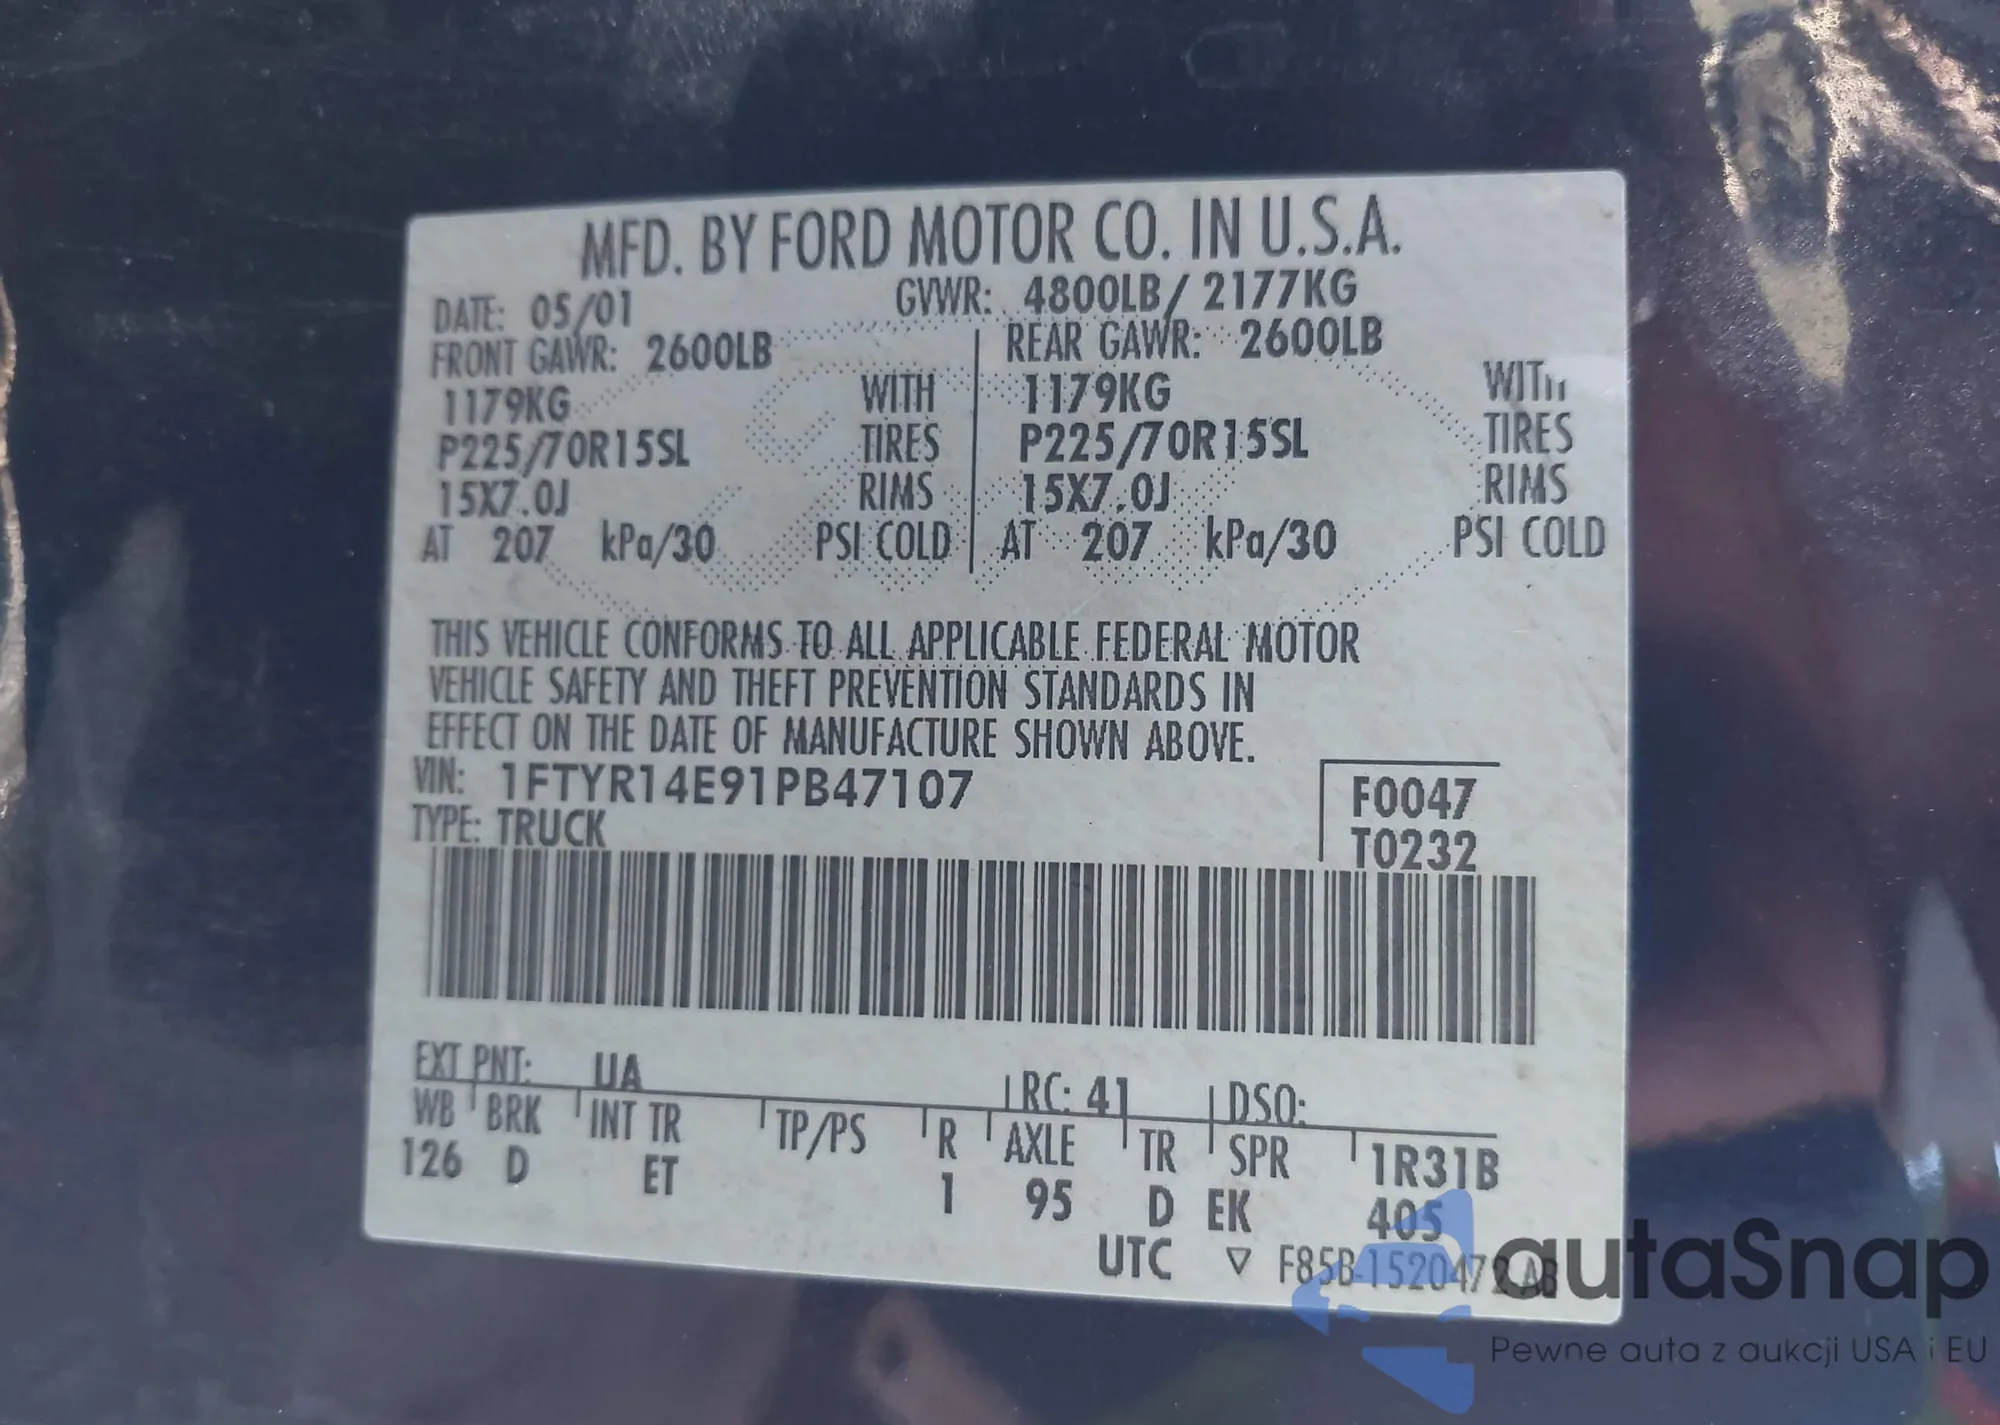 MFD. BY FORD MOTOR CO. IN U.S.A.
DATE: 05/01 GVWR: 4800LB/ 2177KG
FRONT GAWR: 2600LB REAR GAWR: 2600LB
1179KG WITH 1179KG WITH
P225/70R15SL TIRES P225/70R15SL TIRES
15X7.0J RIMS 15X7.0J RIMS
AT 207 kPa/30 PSI COLD AT 207 kPa/30 PSI COLD
THIS VEHICLE CONFORMS TO ALL APPLICABLE FEDERAL MOTOR
VEHICLE SAFETY AND THEFT PREVENTION STANDARDS IN
EFFECT ON THE DATE OF MANUFACTURE SHOWN ABOVE.
VIN: 1FTYR14E91PB47107 F0047
TYPE: TRUCK T0232
EXT PNT: UA RC: 41 DSO:
WB BRK INT TR TP/PS R AXLE TR SPR 1R31B
126 D ET 1 95 D EK 405
UTC ▽ F85B-1520472-AB
autaSnap
Pewne auta z aukcji USA i EU